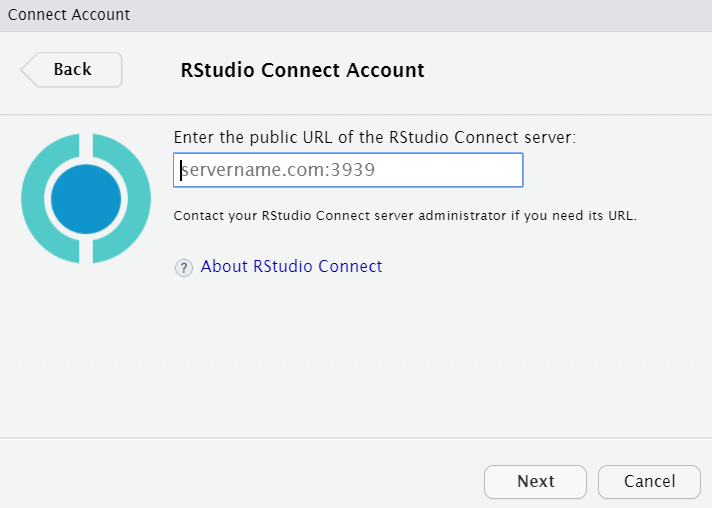 Connect Account
Back
RStudio Connect Account
Enter the public URL of the RStudio Connect server:
servername.com:3939
Contact your RStudio Connect server administrator if you need its URL.
? About RStudio Connect
Next
Cancel